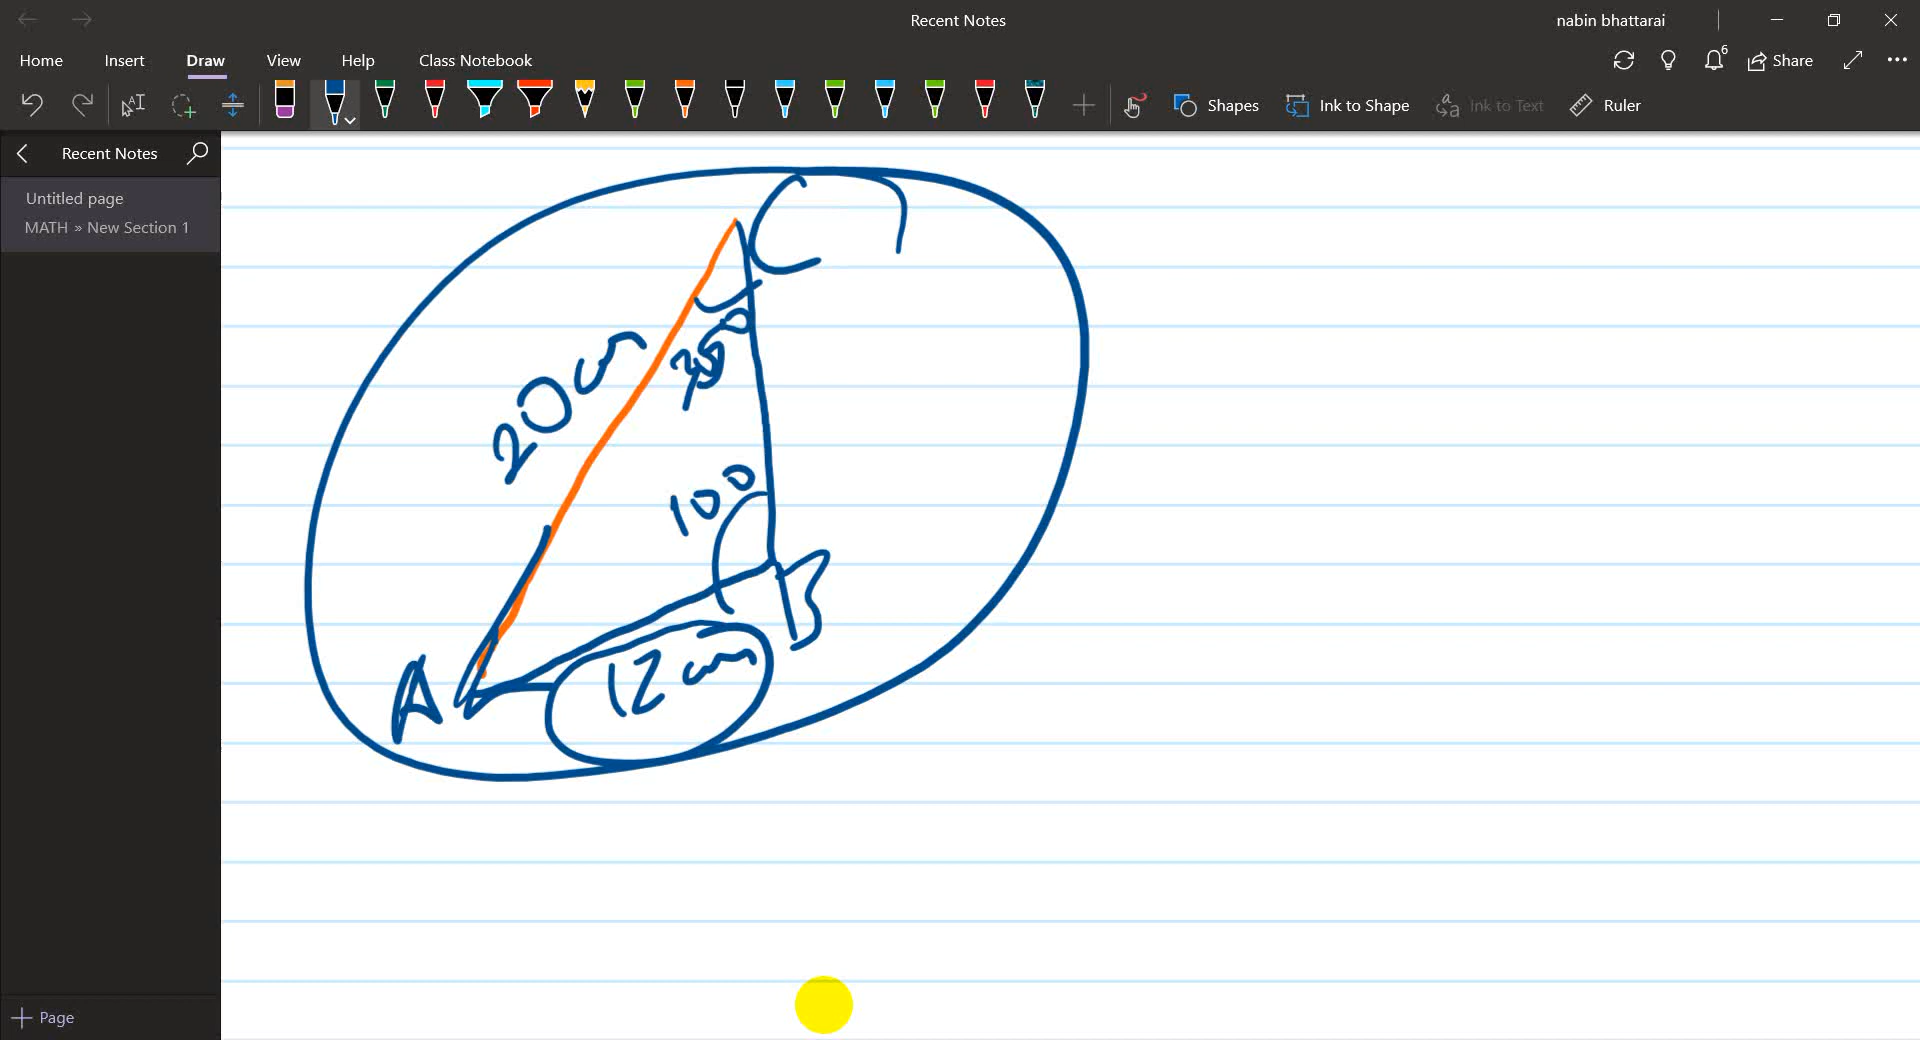 Recent Notes
nabin bhattarai
Home Insert Draw View Help Class Notebook
6
Share
Shapes
Ink to Shape
Ink to Text
Ruler
Recent Notes
Untitled page
MATH » New Section 1
Page
C
20cm
100
B
12cm
A